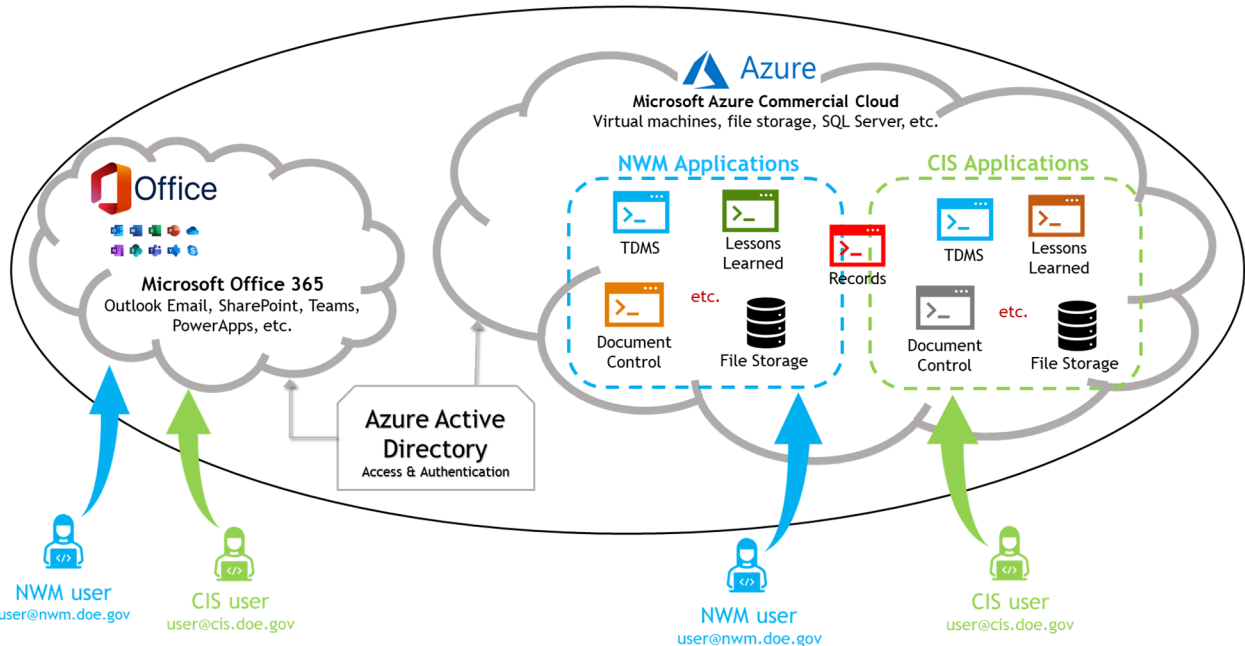 Azure
Microsoft Azure Commercial Cloud
Virtual machines, file storage, SQL Server, etc.
NWM Applications
CIS Applications
TDMS
Lessons
Learned
Records
TDMS
Lessons
Learned
Document
Control
etc.
File Storage
Document
Control
etc.
File Storage
Office
Microsoft Office 365
Outlook Email, SharePoint, Teams,
PowerApps, etc.
Azure Active
Directory
Access & Authentication
NWM user
user@nwm.doe.gov
CIS user
user@cis.doe.gov
NWM user
user@nwm.doe.gov
CIS user
user@cis.doe.gov